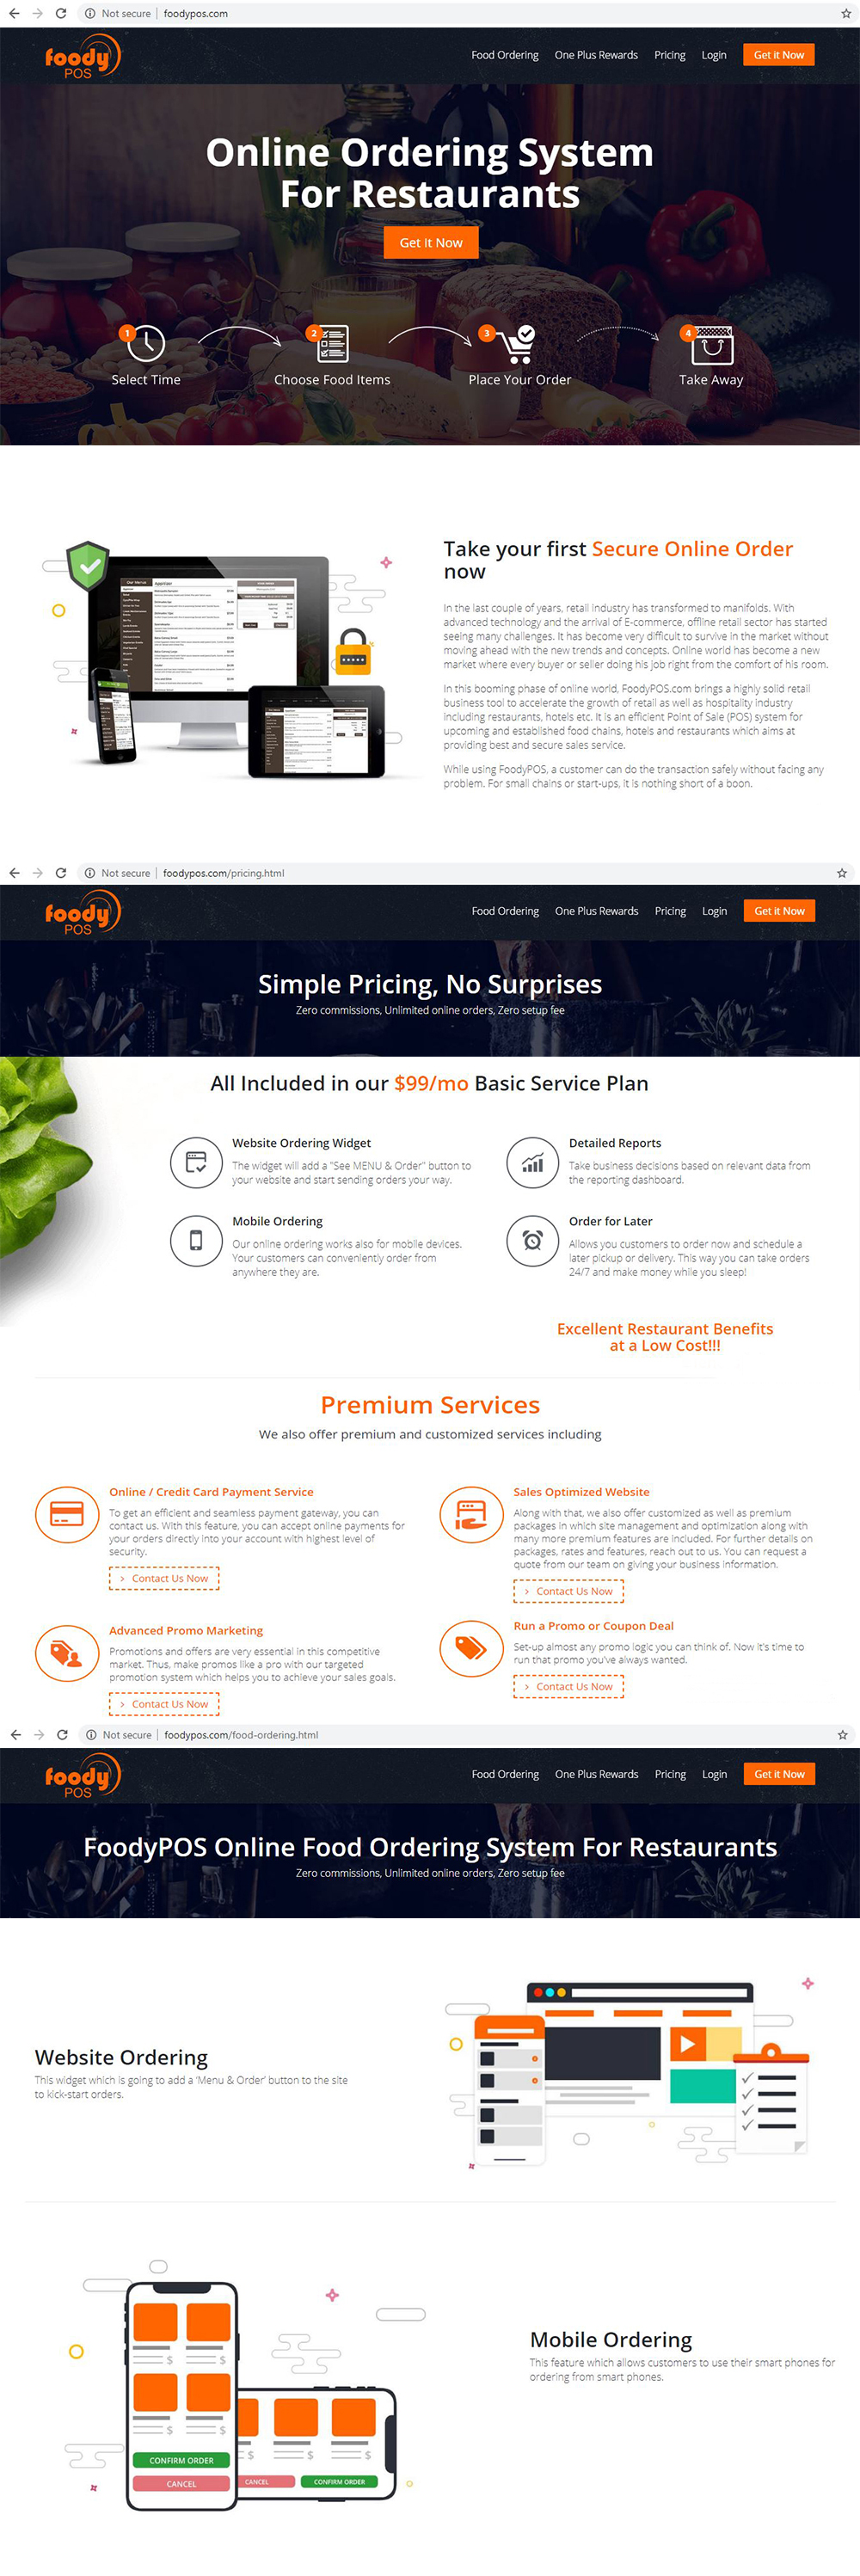 Not secure | foodypos.com
foody
POS
Food Ordering One Plus Rewards Pricing Login Get it Now
Online Ordering System
For Restaurants
Get It Now
1 2 3 4
Select Time Choose Food Items Place Your Order Take Away
Take your first Secure Online Order
now
In the last couple of years, retail industry has transformed to manifolds. With
advanced technology and the arrival of E-commerce, offline retail sector has started
seeing many challenges. It has become very difficult to survive in the market without
moving ahead with the new trends and concepts. Online world has become a new
market where every buyer or seller doing his job right from the comfort of his room.
In this booming phase of online world, FoodyPOS.com brings a highly solid retail
business tool to accelerate the growth of retail as well as hospitality industry
including restaurants, hotels etc. It is an efficient Point of Sale (POS) system for
upcoming and established food chains, hotels and restaurants which aims at
providing best and secure sales service.
While using FoodyPOS, a customer can do the transaction safely without facing any
problem. For small chains or start-ups, it is nothing short of a boon.
Not secure | foodypos.com/pricing.html
foody
POS
Food Ordering One Plus Rewards Pricing Login Get it Now
Simple Pricing, No Surprises
Zero commissions, Unlimited online orders, Zero setup fee
All Included in our $99/mo Basic Service Plan
Website Ordering Widget
The widget will add a "See MENU & Order" button to
your website and start sending orders your way.
Detailed Reports
Take business decisions based on relevant data from
the reporting dashboard.
Mobile Ordering
Our online ordering works also for mobile devices.
Your customers can conveniently order from
anywhere they are.
Order for Later
Allows you customers to order now and schedule a
later pickup or delivery. This way you can take orders
24/7 and make money while you sleep!
Excellent Restaurant Benefits
at a Low Cost!!!
Premium Services
We also offer premium and customized services including
Online / Credit Card Payment Service
To get an efficient and seamless payment gateway, you can
contact us. With this feature, you can accept online payments for
your orders directly into your account with highest level of
security.
> Contact Us Now
Sales Optimized Website
Along with that, we also offer customized as well as premium
packages in which site management and optimization along with
many more premium features are included. For further details on
packages, rates and features, reach out to us. You can request a
quote from our team on giving your business information.
> Contact Us Now
Advanced Promo Marketing
Promotions and offers are very essential in this competitive
market. Thus, make promos like a pro with our targeted
promotion system which helps you to achieve your sales goals.
> Contact Us Now
Run a Promo or Coupon Deal
Set-up almost any promo logic you can think of. Now it's time to
run that promo you've always wanted.
> Contact Us Now
Not secure | foodypos.com/food-ordering.html
foody
POS
Food Ordering One Plus Rewards Pricing Login Get it Now
FoodyPOS Online Food Ordering System For Restaurants
Zero commissions, Unlimited online orders, Zero setup fee
Website Ordering
This widget which is going to add a 'Menu & Order' button to the site
to kick-start orders.
Mobile Ordering
This feature which allows customers to use their smart phones for
ordering from smart phones.
$ $
$ $
$ $ $
CONFIRM ORDER
CANCEL
CANCEL CONFIRM ORDER